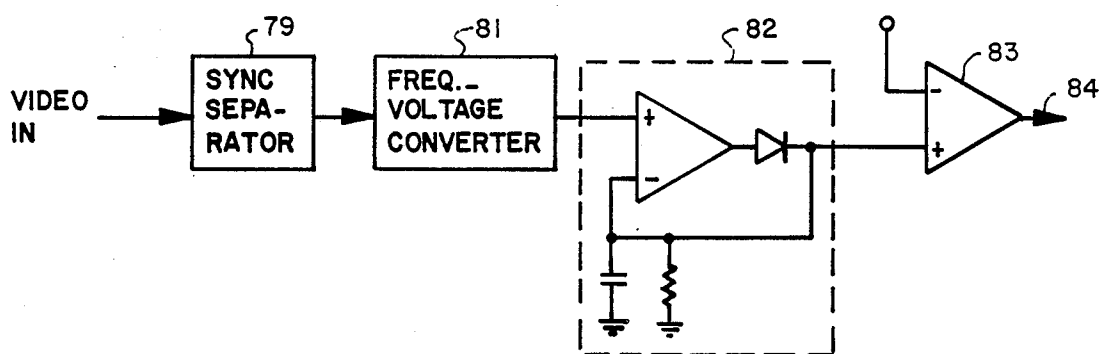 79
81
82
83
84
VIDEO
IN
SYNC
SEPA-
RATOR
FREQ.-
VOLTAGE
CONVERTER
+
-
-
+